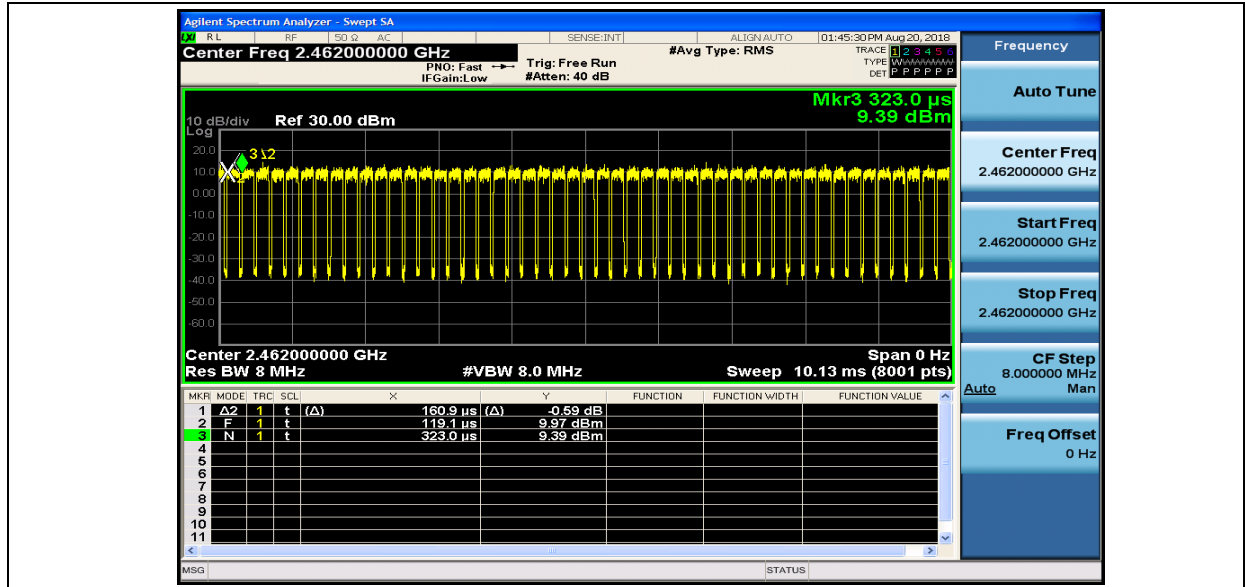 Agilent Spectrum Analyzer - Swept SA
LXI RL RF 50 Ω AC SENSE:INT ALIGNAUTO 01:45:30PM Aug20, 2018
Center Freq 2.462000000 GHz
PNO: Fast
IFGain:Low
Trig: Free Run
#Atten: 40 dB
#Avg Type: RMS
TRACE 1 2 3 4 5 6
TYPE WWWWWW
DET P P P P P P
Mkr3 323.0 µs
9.39 dBm
10 dB/div Ref 30.00 dBm
Log
20.0
10.0
0.00
-10.0
-20.0
-30.0
-40.0
-50.0
-60.0
3Δ2
Center 2.462000000 GHz Span 0 Hz
Res BW 8 MHz #VBW 8.0 MHz Sweep 10.13 ms (8001 pts)
MKR MODE TRC SCL X Y FUNCTION FUNCTION WIDTH FUNCTION VALUE
1 Δ2 1 t (Δ) 160.9 µs (Δ) -0.59 dB
2 F 1 t 119.1 µs 9.97 dBm
3 N 1 t 323.0 µs 9.39 dBm
4
5
6
7
8
9
10
11
MSG STATUS
Frequency
Auto Tune
Center Freq
2.462000000 GHz
Start Freq
2.462000000 GHz
Stop Freq
2.462000000 GHz
CF Step
8.000000 MHz
Auto Man
Freq Offset
0 Hz